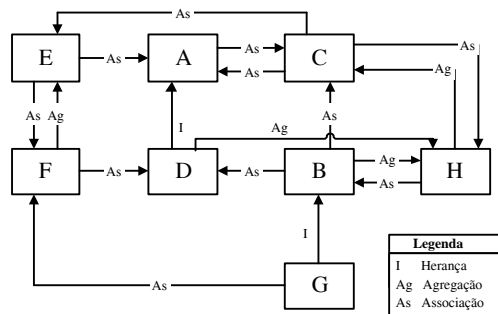 As
E
As
A
As
As
C
As
Ag
As
Ag
I
As
Ag
F
As
D
As
B
Ag
As
H
I
As
G
Legenda
I Herança
Ag Agregação
As Associação